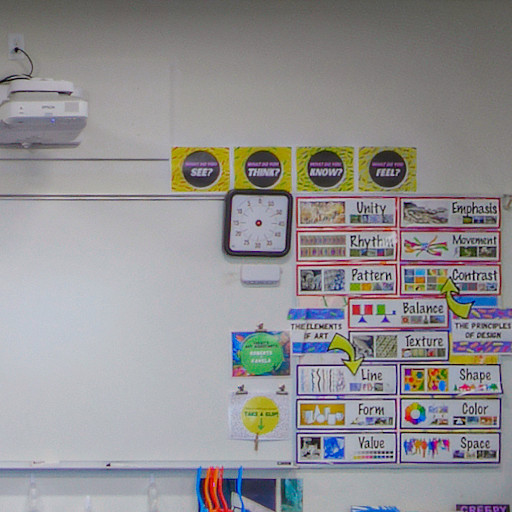 EPSON
WHAT DO YOU
SEE?
WHAT DO YOU
THINK?
WHAT DO YOU
KNOW?
WHAT DO YOU
FEEL?
Unity
Emphasis
Rhythm
Movement
Pattern
Contrast
Balance
THE ELEMENTS
OF ART
THE PRINCIPLES
OF DESIGN
Texture
Line
Shape
Form
Color
Value
Space
TAKE A SLIP
CREEPY